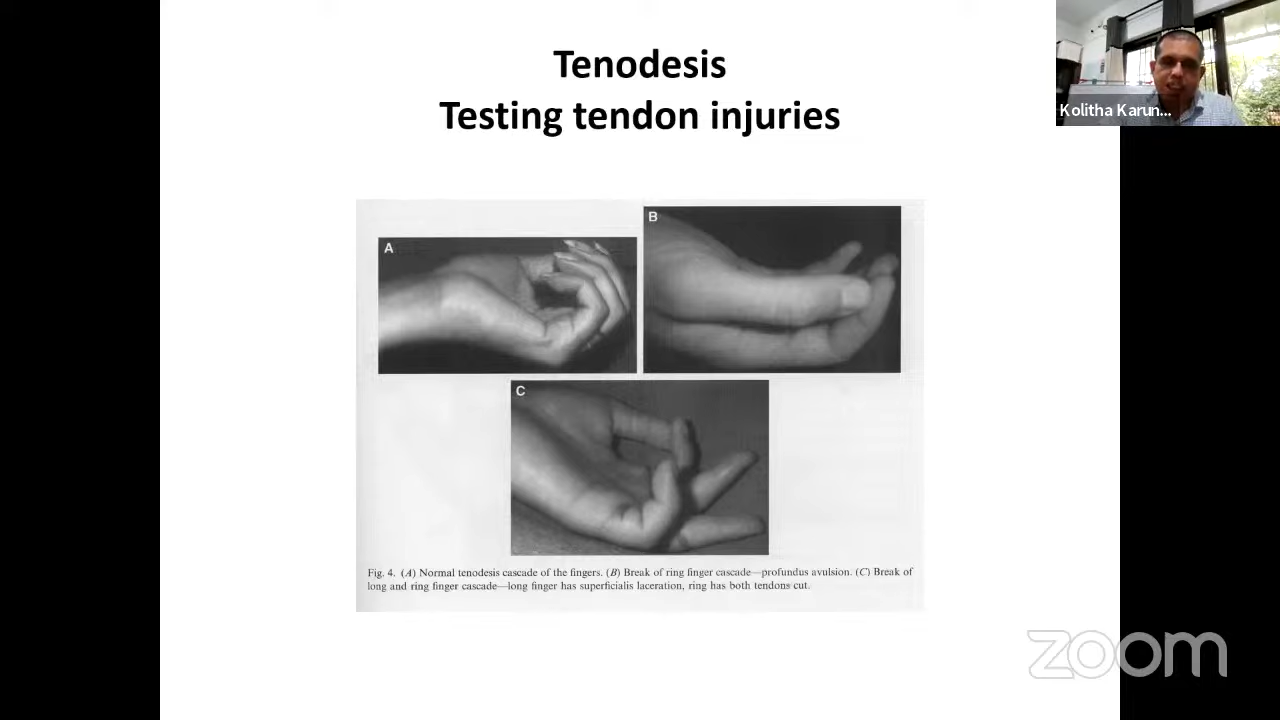 Tenodesis
Testing tendon injuries
Kolitha Karun...
A
B
C
Fig. 4. (A) Normal tenodesis cascade of the fingers. (B) Break of ring finger cascade—profundus avulsion. (C) Break of
long and ring finger cascade—long finger has superficialis laceration, ring has both tendons cut.
zoom